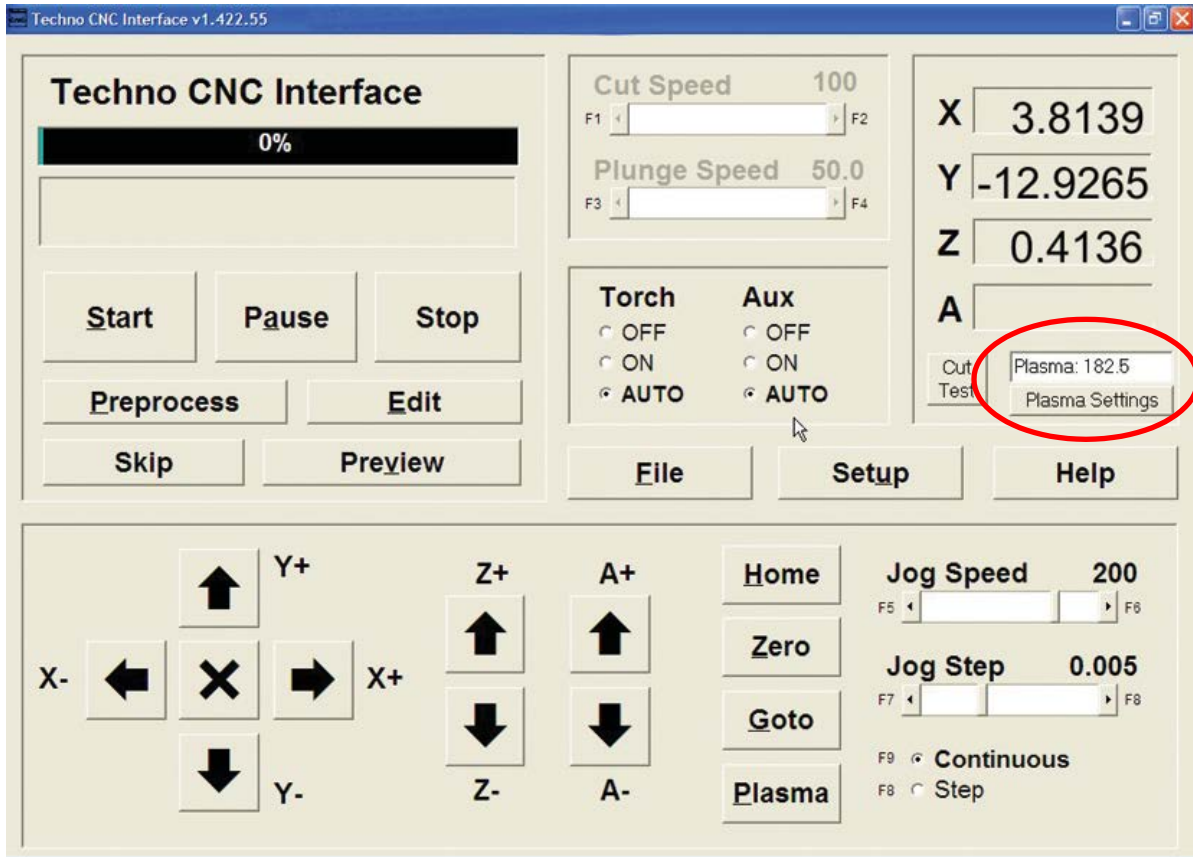 Techno CNC Interface v1.422.55
Techno CNC Interface
0%
Start
Pause
Stop
Preprocess
Edit
Skip
Preview
Cut Speed 100
F1 F2
Plunge Speed 50.0
F3 F4
Torch Aux
OFF OFF
ON ON
AUTO AUTO
X 3.8139
Y -12.9265
Z 0.4136
A
Cut
Test
Plasma: 182.5
Plasma Settings
File
Setup
Help
Y+
X-
X+
Y-
Z+
Z-
A+
A-
Home
Zero
Goto
Plasma
Jog Speed 200
F5 F6
Jog Step 0.005
F7 F8
F9 Continuous
F8 Step